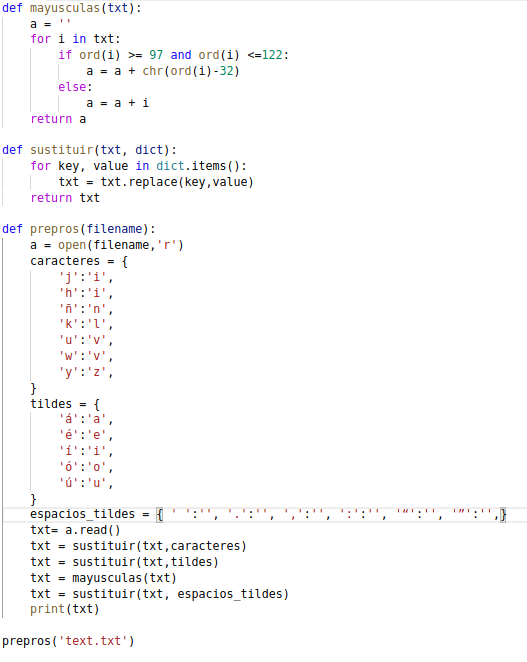 def mayusculas(txt):
    a = ''
    for i in txt:
        if ord(i) >= 97 and ord(i) <=122:
            a = a + chr(ord(i)-32)
        else:
            a = a + i
    return a

def sustituir(txt, dict):
    for key, value in dict.items():
        txt = txt.replace(key,value)
    return txt

def prepros(filename):
    a = open(filename,'r')
    caracteres = {
        'j':'i',
        'h':'i',
        'ñ':'n',
        'k':'l',
        'u':'v',
        'w':'v',
        'y':'z',
    }
    tildes = {
        'á':'a',
        'é':'e',
        'í':'i',
        'ó':'o',
        'ú':'u',
    }
    espacios_tildes = { ' ':'', '.':'', ',':'', ':':'', '“':'', '”':'',}
    txt= a.read()
    txt = sustituir(txt,caracteres)
    txt = sustituir(txt,tildes)
    txt = mayusculas(txt)
    txt = sustituir(txt, espacios_tildes)
    print(txt)

prepros('text.txt')